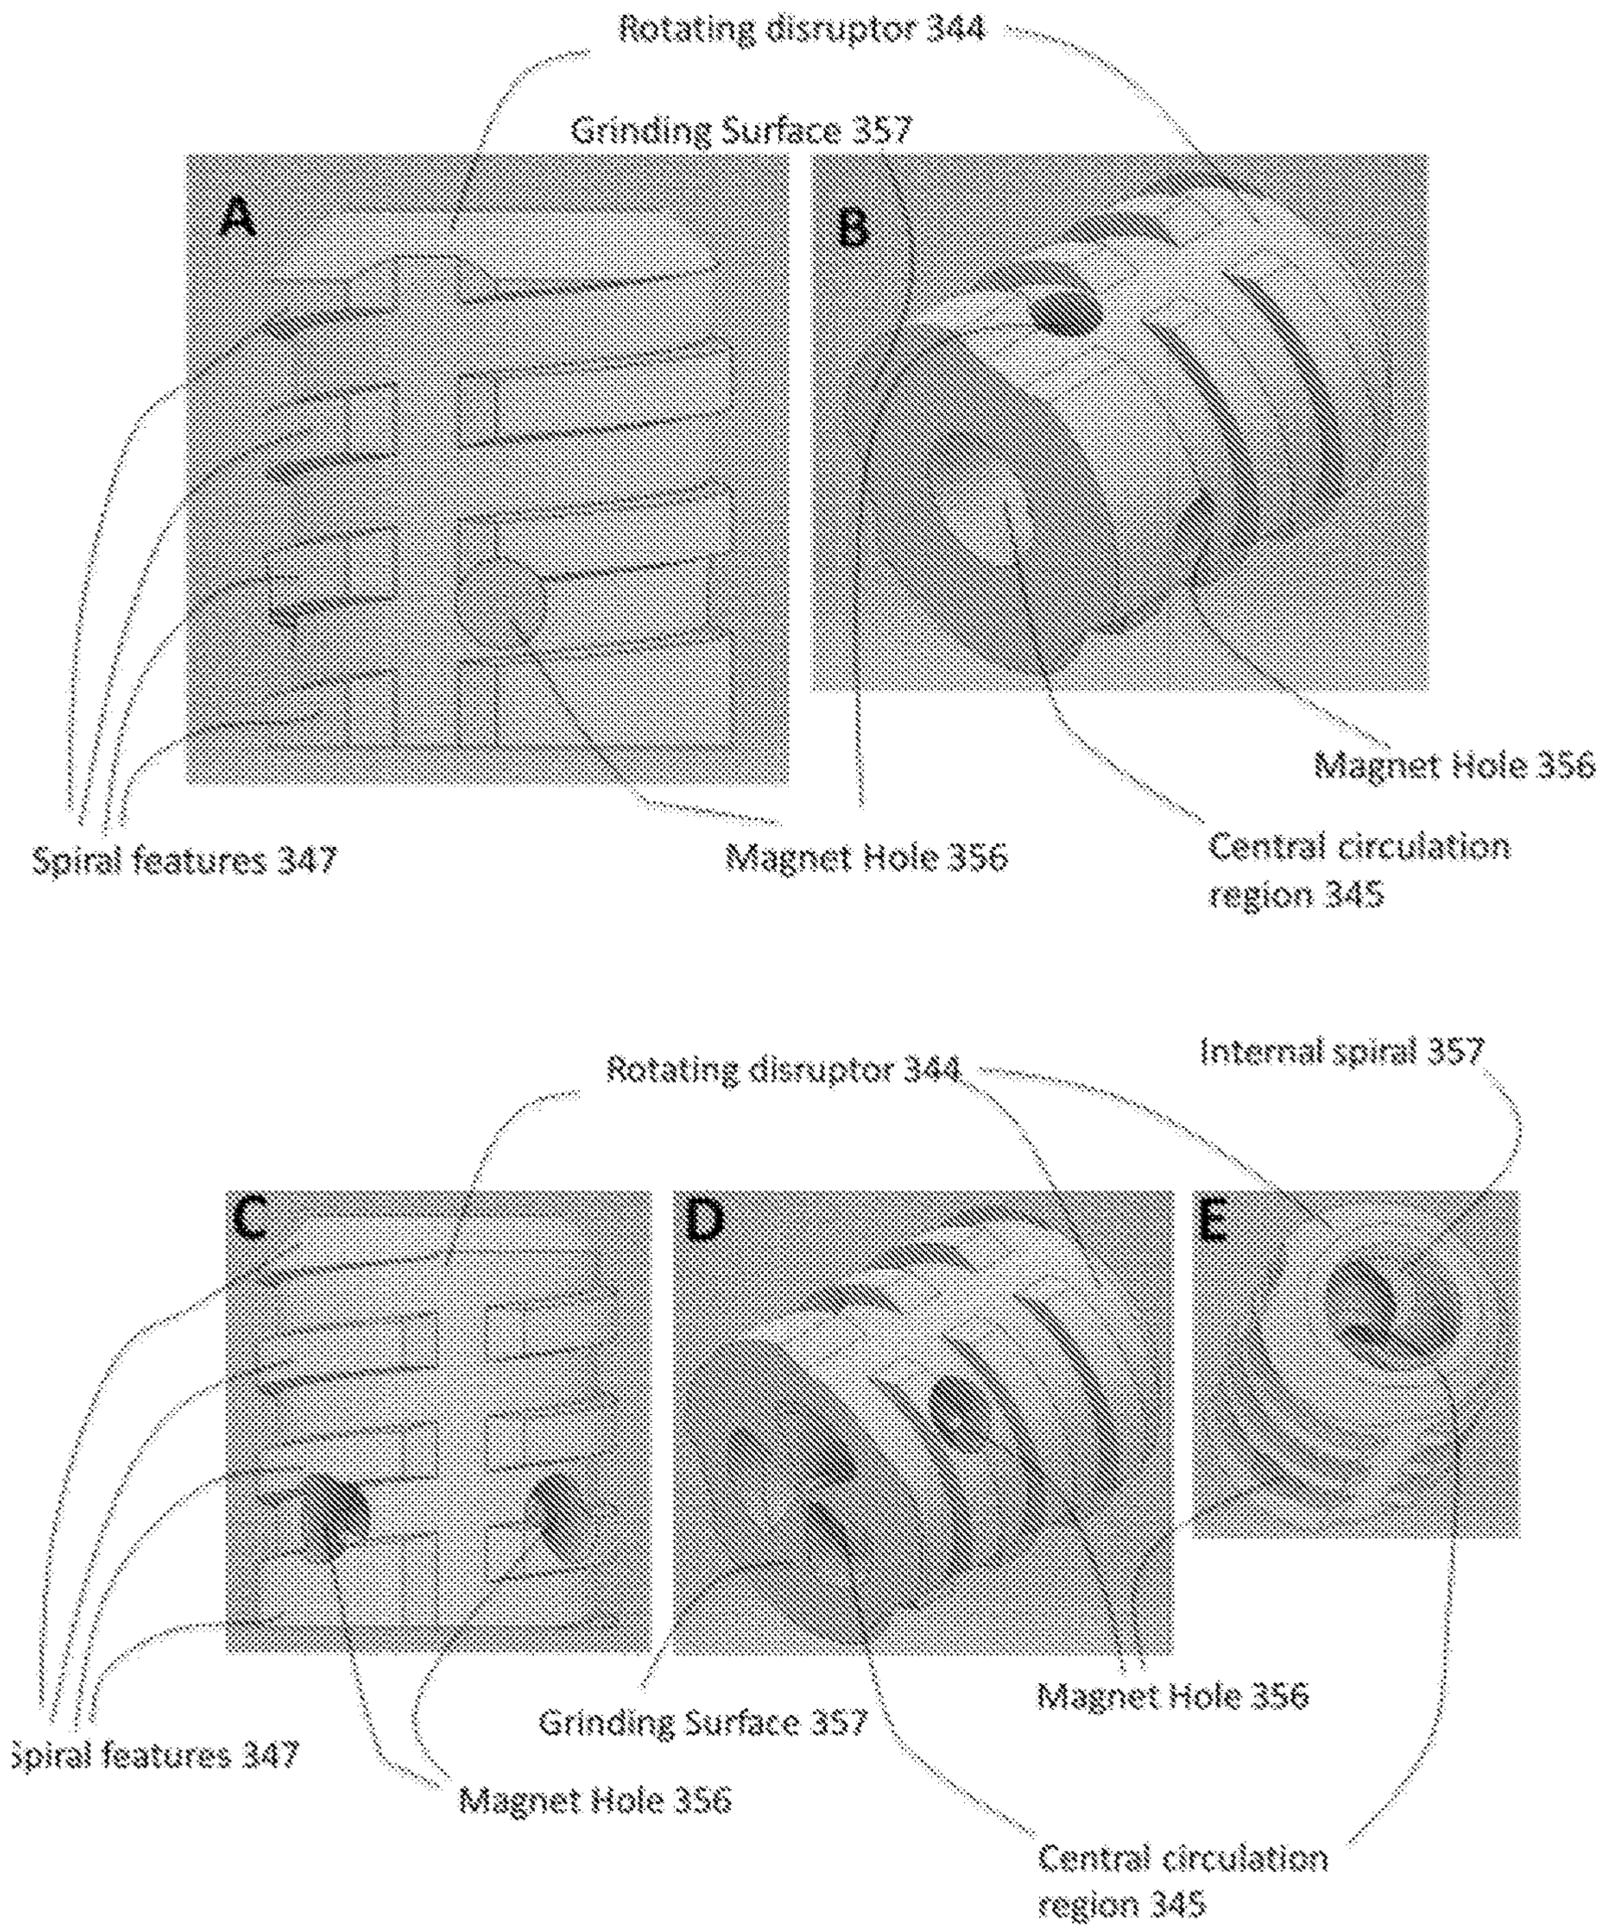 Rotating disruptor 344
Grinding Surface 357
A
B
Magnet Hole 356
Spiral features 347
Magnet Hole 356
Central circulation
region 345
Internal spiral 357
Rotating disruptor 344
C
D
E
Magnet Hole 356
Grinding Surface 357
Spiral features 347
Magnet Hole 356
Central circulation
region 345